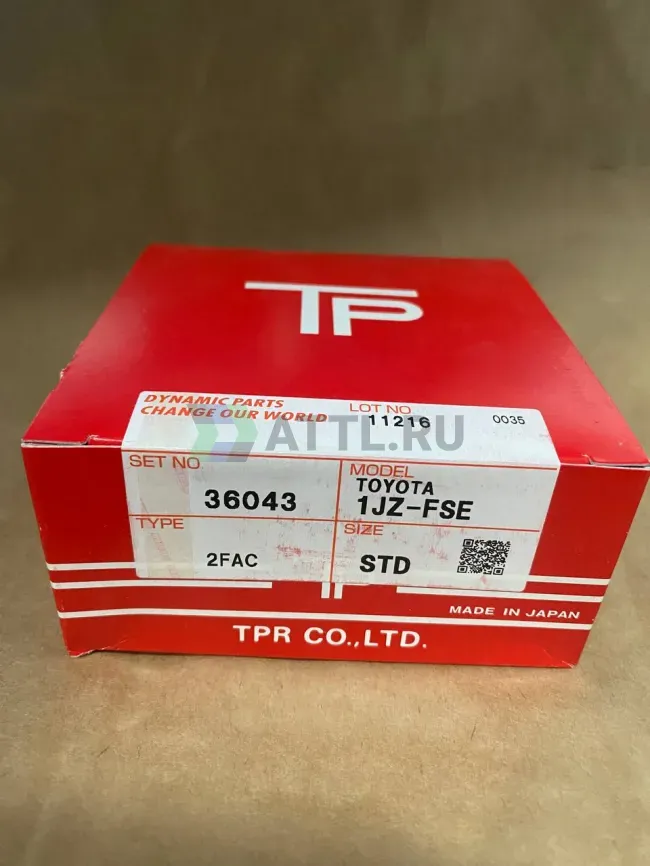 TP
DYNAMIC PARTS
CHANGE OUR WORLD
LOT NO
11216
0035
ATTL.RU
SET NO
36043
MODEL
TOYOTA
1JZ-FSE
TYPE
2FAC
SIZE
STD
MADE IN JAPAN
TPR CO.,LTD.